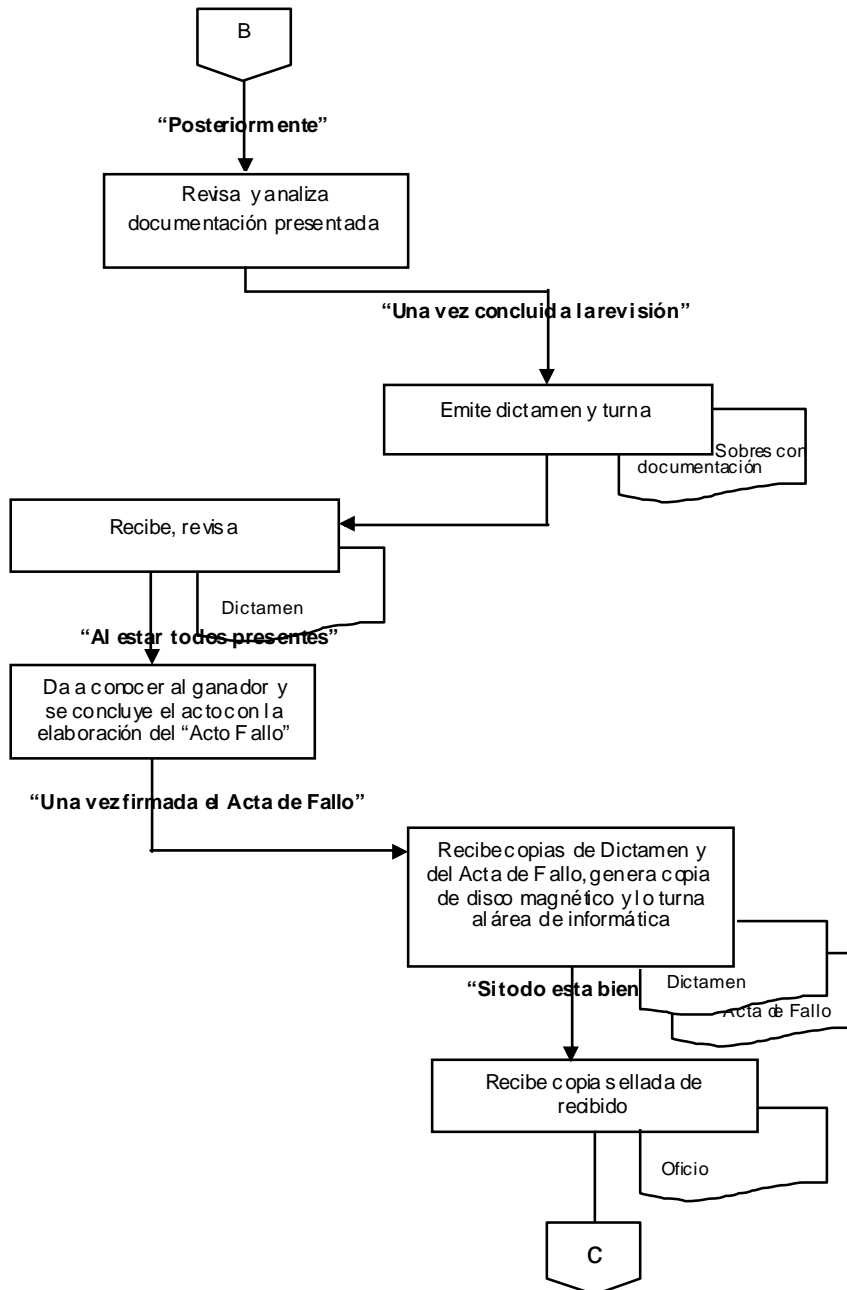 B
“Posteriormente”
Revisa y analiza
documentación presentada
“Una vez concluida la revisión”
Emite dictamen y turna
Sobres con
documentación
Recibe, revisa
Dictamen
“Al estar todos presentes”
Da a conocer al ganador y
se concluye el acto con la
elaboración del “Acto Fallo”
“Una vez firmada el Acta de Fallo”
Recibe copias de Dictamen y
del Acta de Fallo, genera copia
de disco magnético y lo turna
al área de informática
“Si todo esta bien
Dictamen
Acta de Fallo
Recibe copia sellada de
recibido
Oficio
C